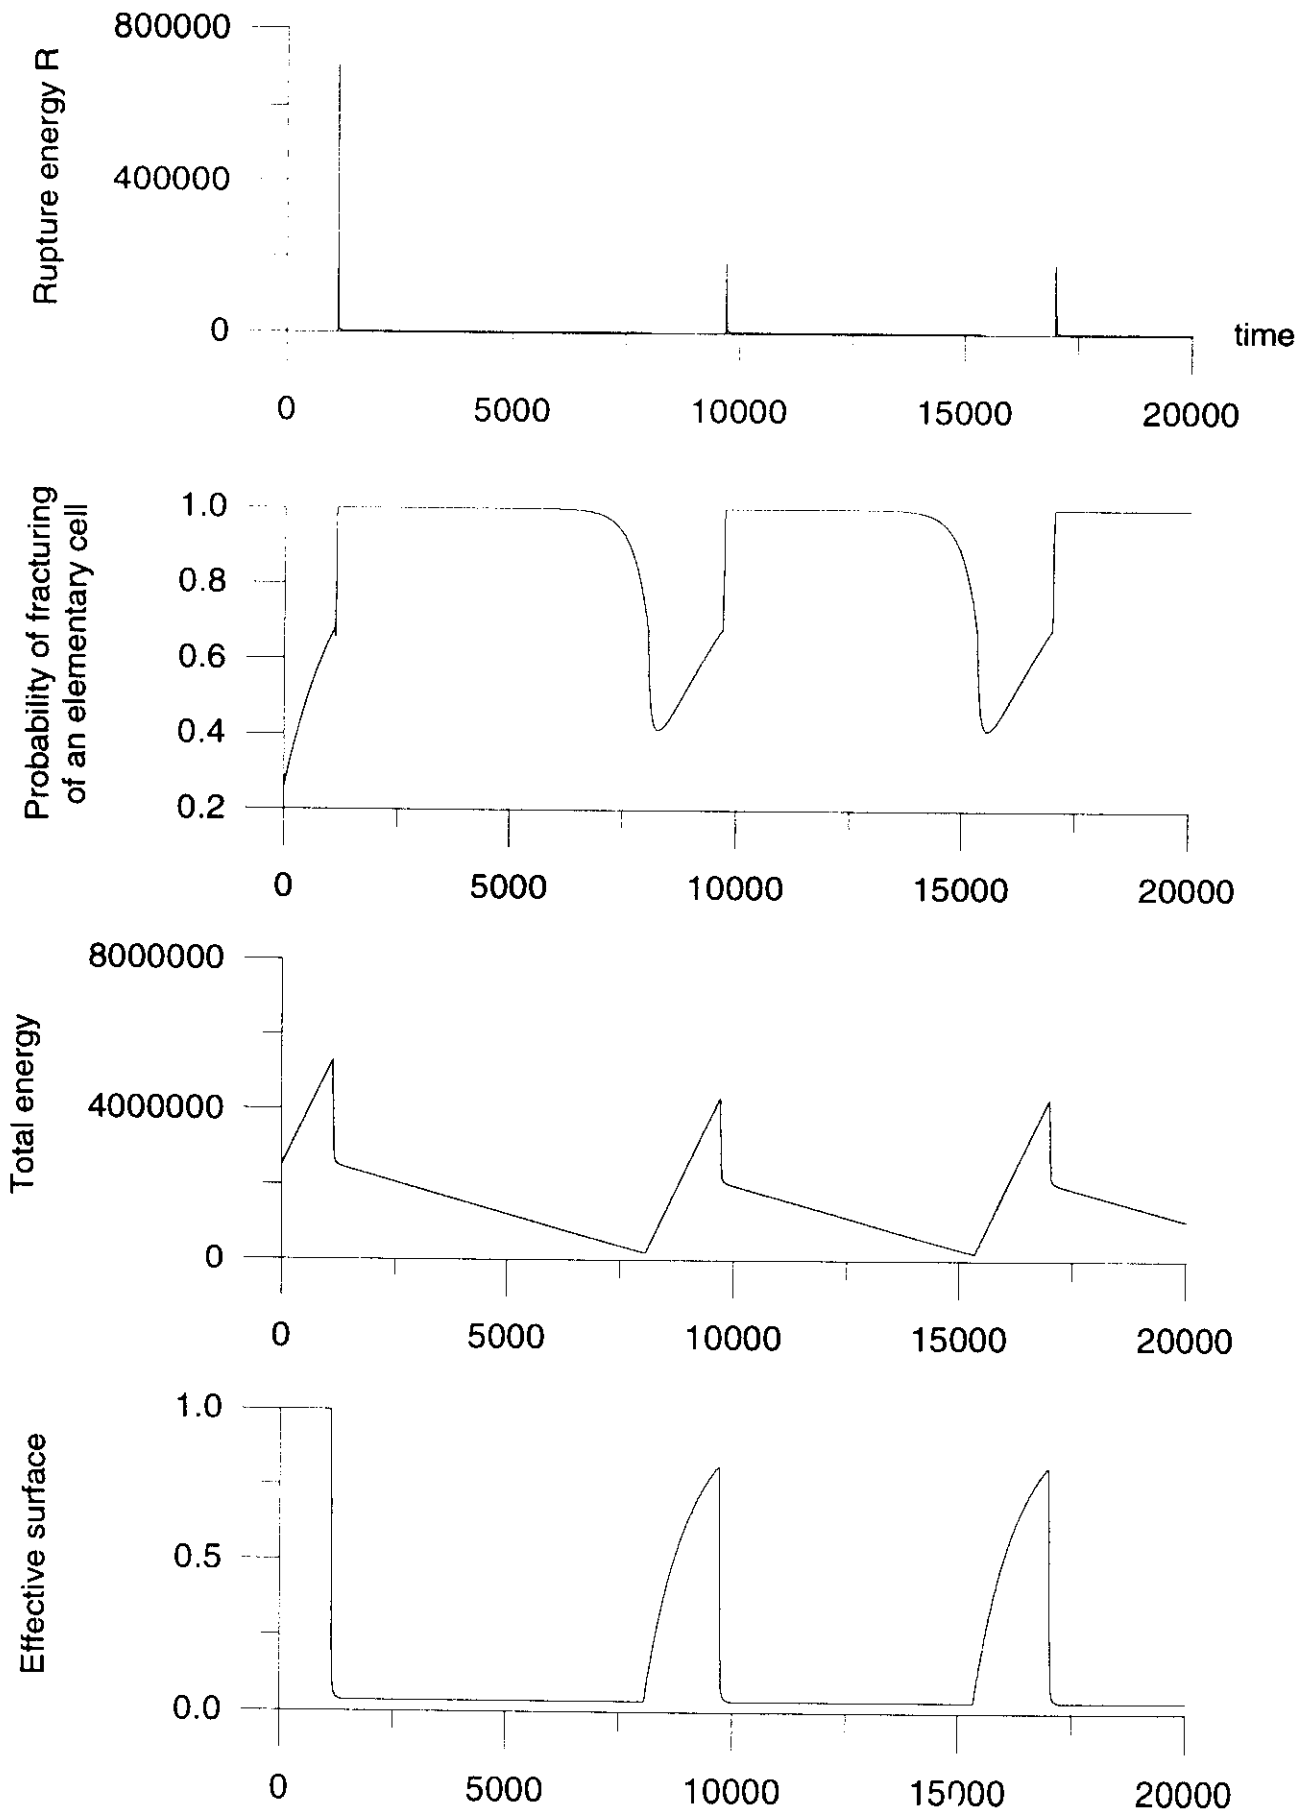 Rupture energy R
800000
400000
0
time
0 5000 10000 15000 20000
Probability of fracturing
of an elementary cell
1.0
0.8
0.6
0.4
0.2
0 5000 10000 15000 20000
Total energy
8000000
4000000
0
0 5000 10000 15000 20000
Effective surface
1.0
0.5
0.0
0 5000 10000 15000 20000